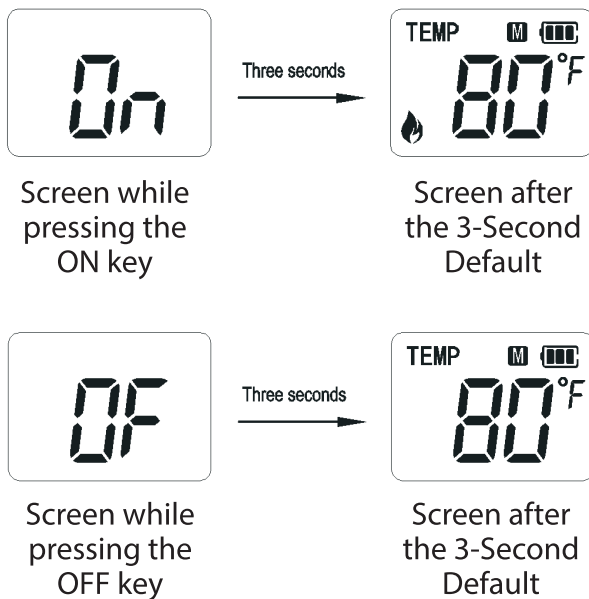 On
Three seconds
TEMP M
80°F
Screen while
pressing the
ON key
Screen after
the 3-Second
Default
OF
Three seconds
TEMP M
80°F
Screen while
pressing the
OFF key
Screen after
the 3-Second
Default